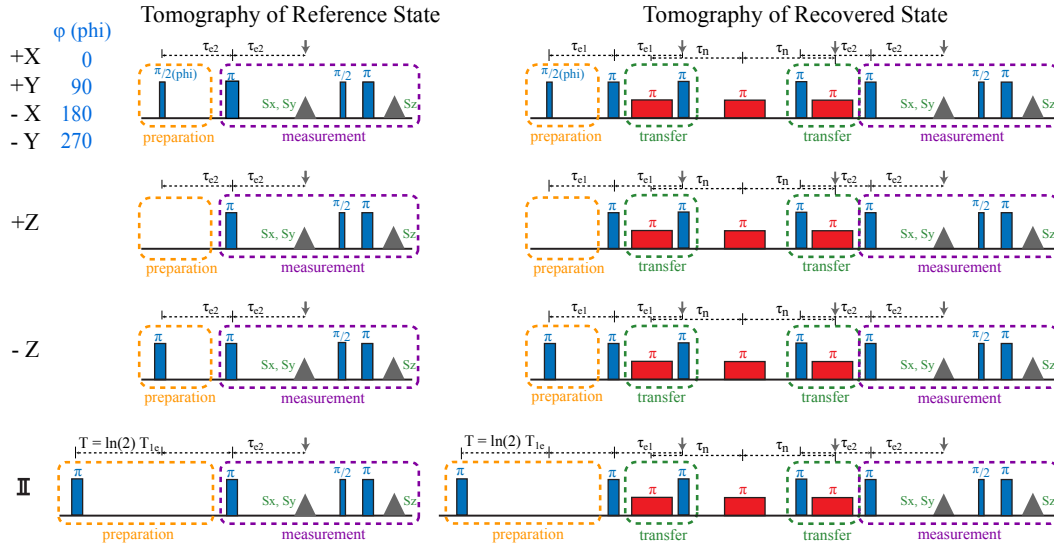 Tomography of Reference State
Tomography of Recovered State
φ (phi)
+X 0
+Y 90
- X 180
- Y 270
τe2 τe2
π/2(phi) π Sx, Sy π/2 π Sz
preparation measurement
τe1 τe1 τn τn τe2 τe2
π/2(phi) π π π π π π π Sx, Sy π/2 π Sz
preparation transfer transfer measurement
+Z
τe2 τe2
π Sx, Sy π/2 π Sz
preparation measurement
τe1 τe1 τn τn τe2 τe2
π π π π π π π Sx, Sy π/2 π Sz
preparation transfer transfer measurement
- Z
τe2 τe2
π π Sx, Sy π/2 π Sz
preparation measurement
τe1 τe1 τn τn τe2 τe2
π π π π π π π π Sx, Sy π/2 π Sz
preparation transfer transfer measurement
𝕀
T = ln(2) T1e τe2
π π Sx, Sy π/2 π Sz
preparation measurement
T = ln(2) T1e τe1 τn τn τe2 τe2
π π π π π π π π Sx, Sy π/2 π Sz
preparation transfer transfer measurement